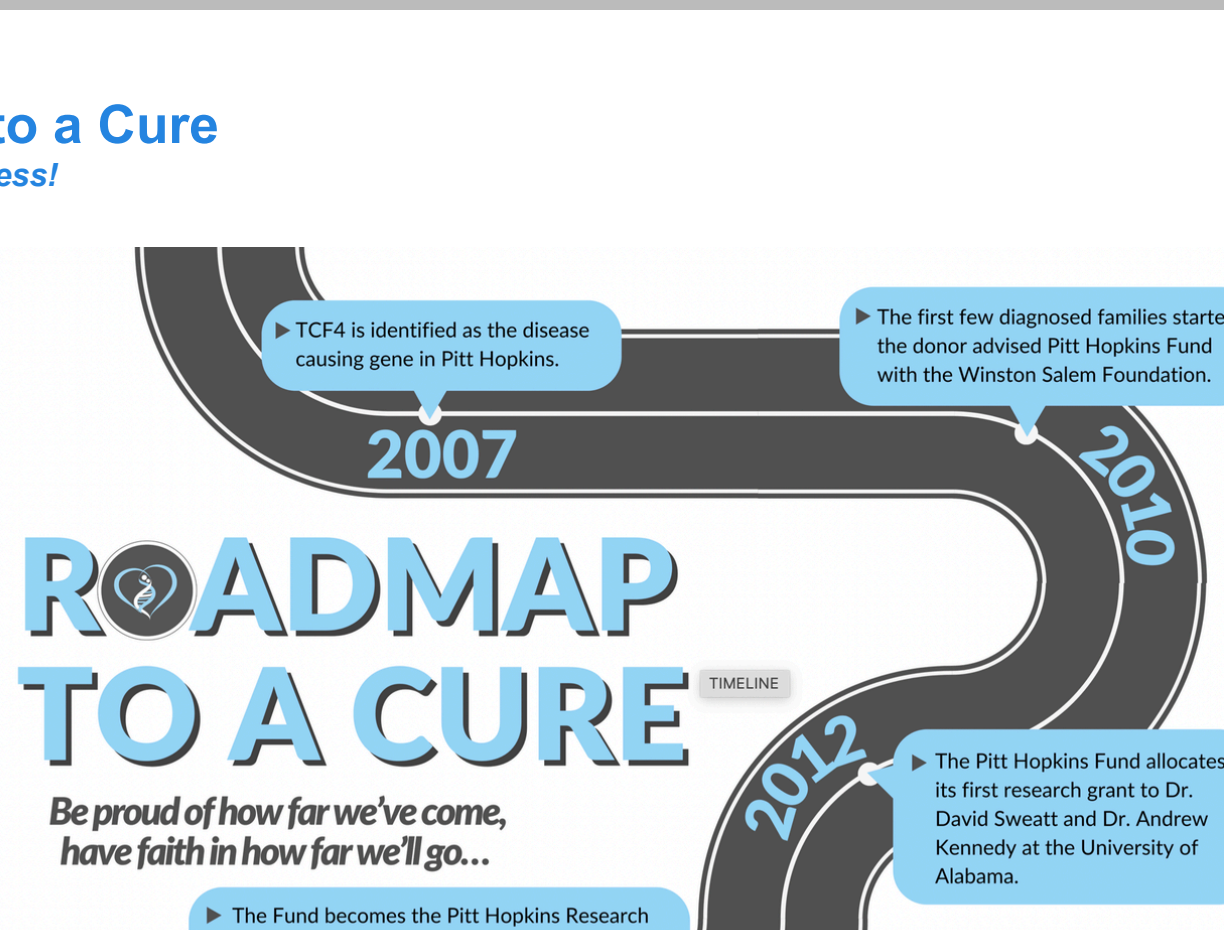 to a Cure
ess!
TCF4 is identified as the disease
causing gene in Pitt Hopkins.
The first few diagnosed families starte
the donor advised Pitt Hopkins Fund
with the Winston Salem Foundation.
2007
2010
ROADMAP
TO A CURE
TIMELINE
Be proud of how far we've come,
have faith in how far we'll go...
2012
The Pitt Hopkins Fund allocates
its first research grant to Dr.
David Sweatt and Dr. Andrew
Kennedy at the University of
Alabama.
The Fund becomes the Pitt Hopkins Research